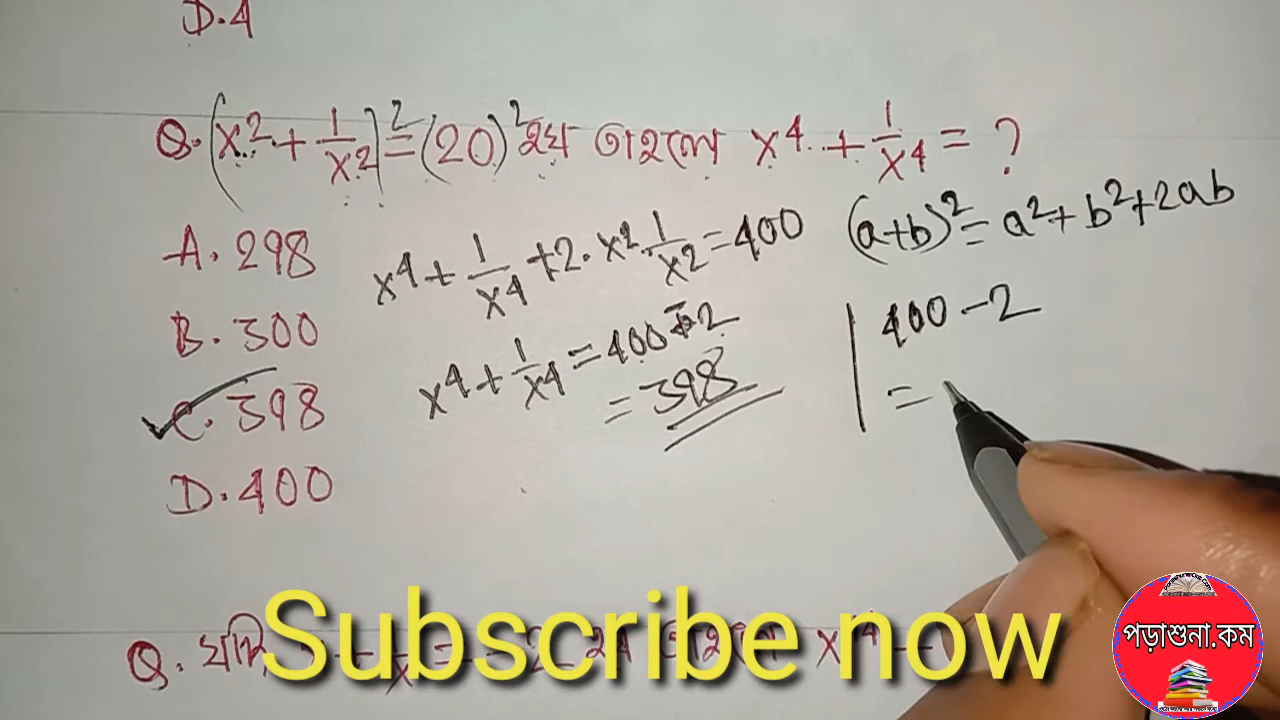 D. 4
Q. (x² + 1/x²)² = (20)² হয় তাহলে x⁴ + 1/x⁴ = ?
(a+b)² = a² + b² + 2ab
A. 298
x⁴ + 1/x⁴ + 2. x². 1/x² = 400
B. 300
x⁴ + 1/x⁴ = 400 - 2
400 - 2
C. 398
= 398
=
D. 400
Subscribe now
Q. যদি
পড়াশুনা.কম